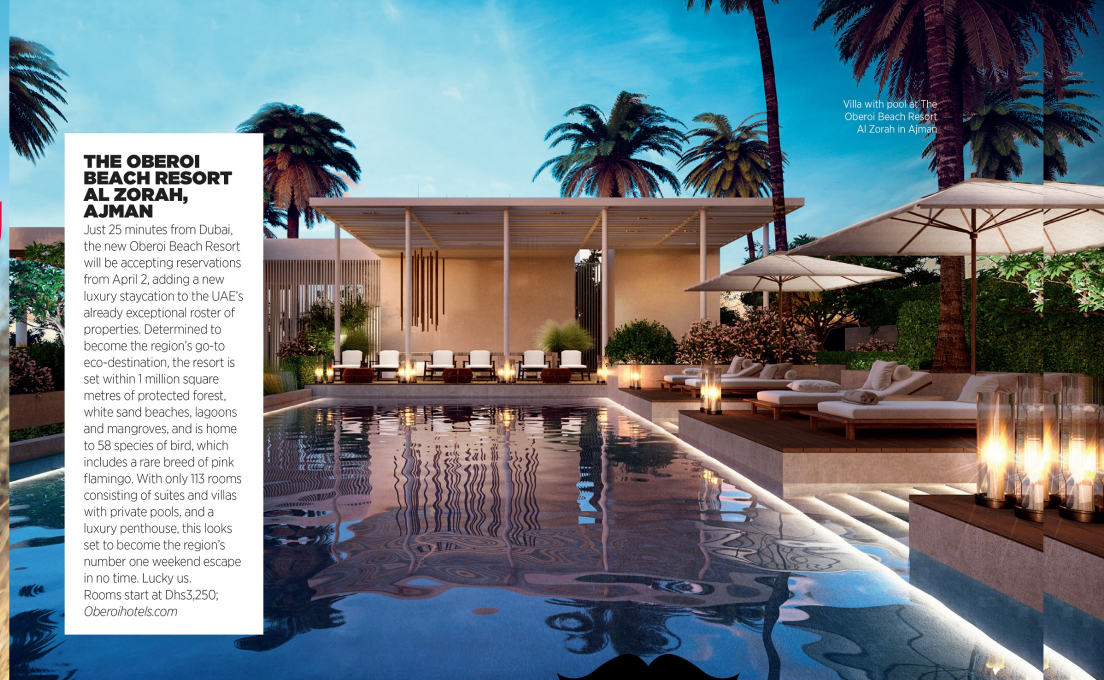 THE OBEROI
BEACH RESORT
AL ZORAH,
AJMAN
Just 25 minutes from Dubai,
the new Oberoi Beach Resort
will be accepting reservations
from April 2, adding a new
luxury staycation to the UAE's
already exceptional roster of
properties. Determined to
become the region's go-to
eco-destination, the resort is
set within 1 million square
metres of protected forest,
white sand beaches, lagoons
and mangroves, and is home
to 58 species of bird, which
includes a rare breed of pink
flamingo. With only 113 rooms
consisting of suites and villas
with private pools, and a
luxury penthouse, this looks
set to become the region's
number one weekend escape
in no time. Lucky us.
Rooms start at Dhs3,250;
Oberoihotels.com
Villa with pool at The
Oberoi Beach Resort
Al Zorah in Ajman